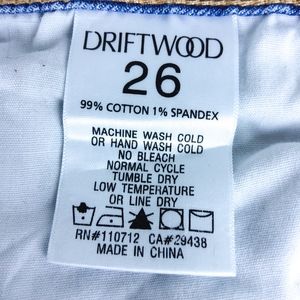 DRIFTWOOD
26
99% COTTON 1% SPANDEX
MACHINE WASH COLD
OR HAND WASH COLD
NO BLEACH
NORMAL CYCLE
TUMBLE DRY
LOW TEMPERATURE
OR LINE DRY
RN#110712 CA#29438
MADE IN CHINA